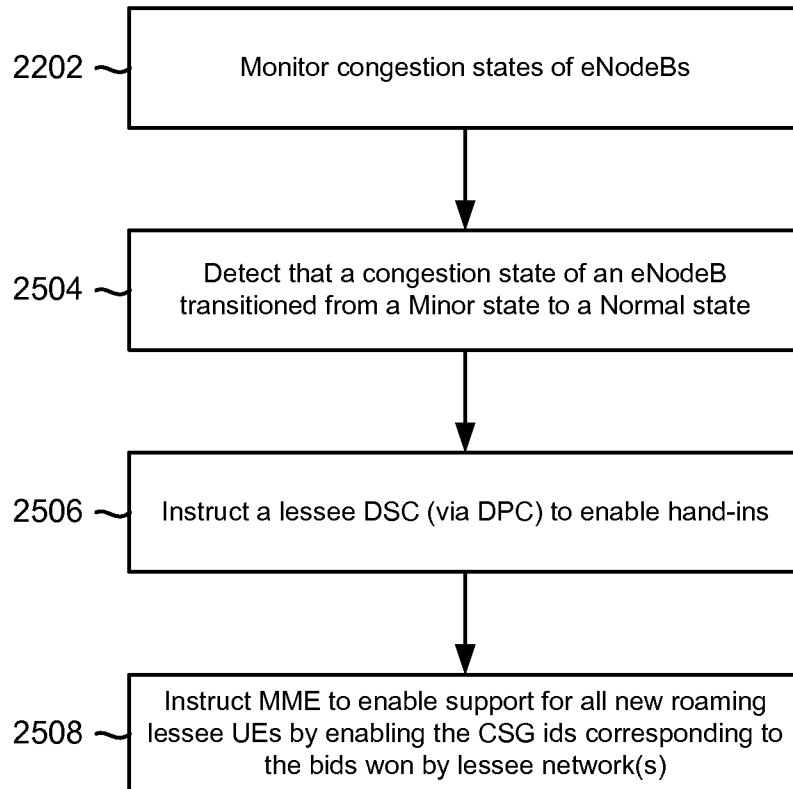 2202
Monitor congestion states of eNodeBs
2504
Detect that a congestion state of an eNodeB
transitioned from a Minor state to a Normal state
2506
Instruct a lessee DSC (via DPC) to enable hand-ins
2508
Instruct MME to enable support for all new roaming
lessee UEs by enabling the CSG ids corresponding to
the bids won by lessee network(s)